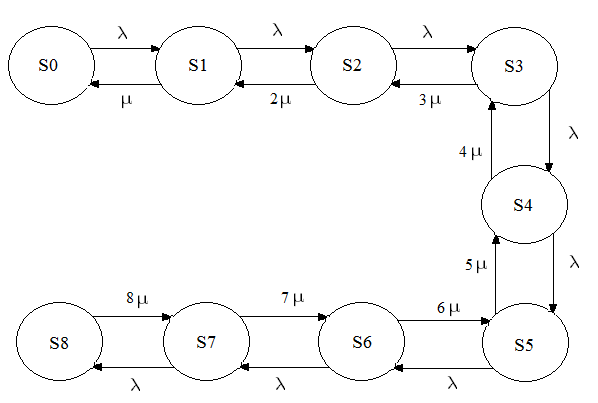 λ λ λ
S0 S1 S2 S3
μ 2μ 3μ
λ
4μ
S4
λ
5μ
8μ 7μ 6μ
S8 S7 S6 S5
λ λ λ